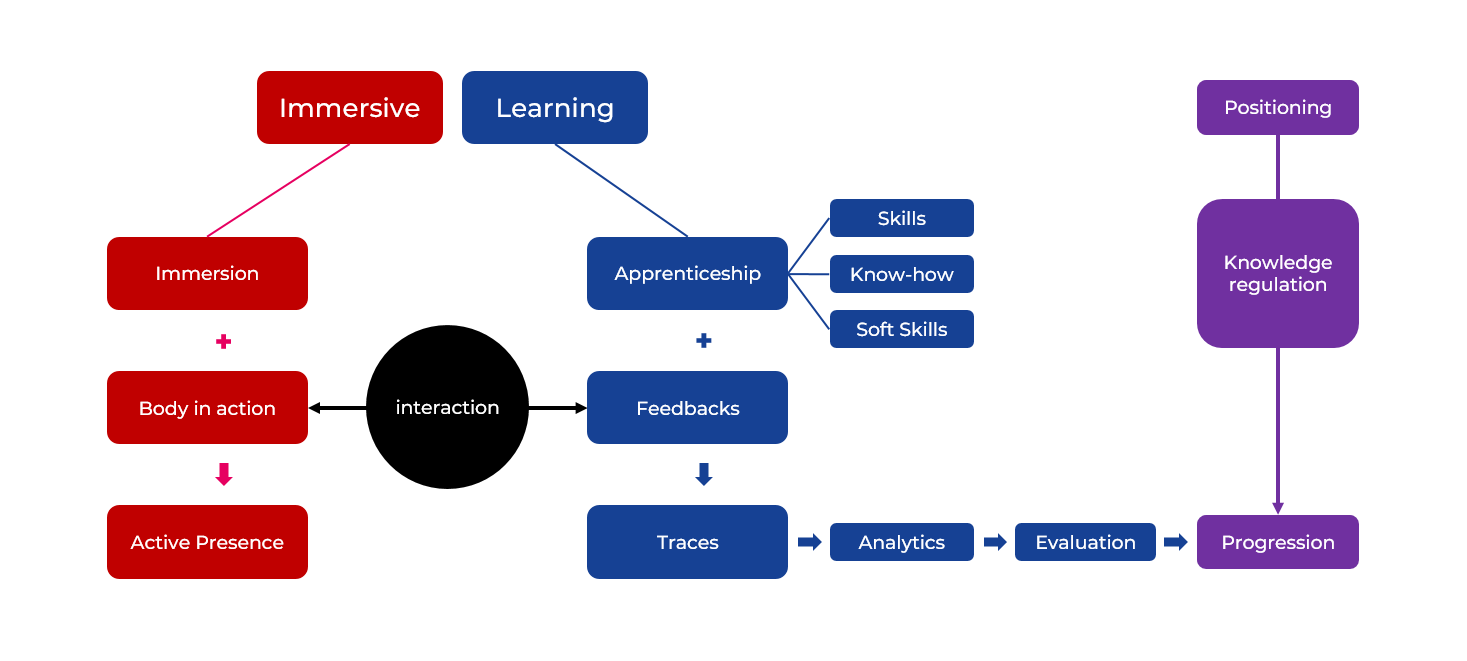 Immersive
Learning
Positioning
Skills
Immersion
Apprenticeship
Know-how
Knowledge
regulation
Soft Skills
Body in action
interaction
Feedbacks
Active Presence
Traces
Analytics
Evaluation
Progression